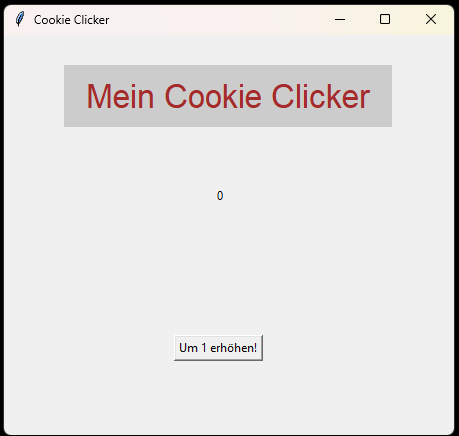 Cookie Clicker
Mein Cookie Clicker
0
Um 1 erhöhen!